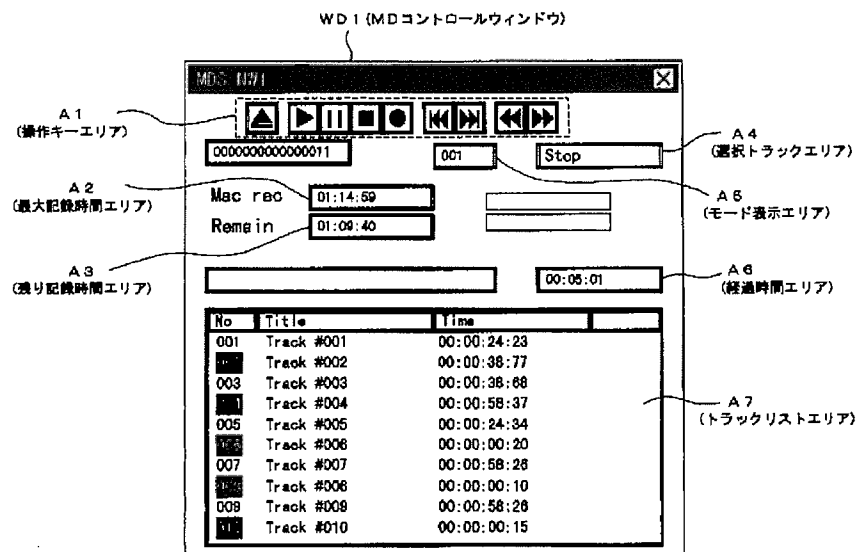 WD1(MDコントロールウィンドウ)
MDS NW1
A1
(操作キーエリア)
0000000000000011
001
Stop
A4
(選択トラックエリア)
A2
(最大記録時間エリア)
Mac rec
01:14:59
A5
(モード表示エリア)
Remain
01:09:40
A3
(残り記録時間エリア)
00:05:01
A6
(経過時間エリア)
No Title Time
001 Track #001 00:00:24:23
Track #002 00:00:38:77
003 Track #003 00:00:38:68
Track #004 00:00:58:37
005 Track #005 00:00:24:34
Track #006 00:00:00:20
007 Track #007 00:00:58:26
Track #008 00:00:00:10
009 Track #009 00:00:58:26
Track #010 00:00:00:15
A7
(トラックリストエリア)